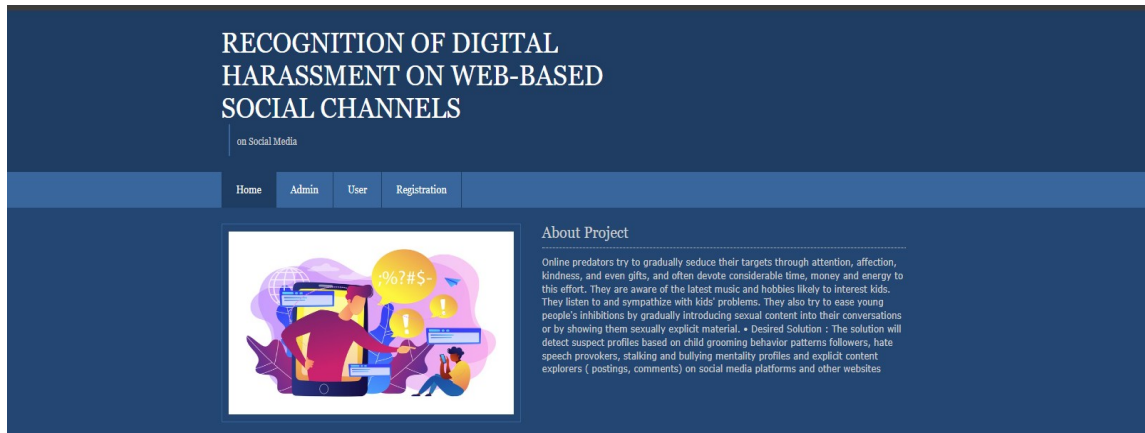 RECOGNITION OF DIGITAL
HARASSMENT ON WEB-BASED
SOCIAL CHANNELS
on Social Media
Home Admin User Registration
;%?#$-
!
!
!
About Project
Online predators try to gradually seduce their targets through attention, affection,
kindness, and even gifts, and often devote considerable time, money and energy to
this effort. They are aware of the latest music and hobbies likely to interest kids.
They listen to and sympathize with kids' problems. They also try to ease young
people's inhibitions by gradually introducing sexual content into their conversations
or by showing them sexually explicit material. • Desired Solution : The solution will
detect suspect profiles based on child grooming behavior patterns followers, hate
speech provokers, stalking and bullying mentality profiles and explicit content
explorers ( postings, comments) on social media platforms and other websites